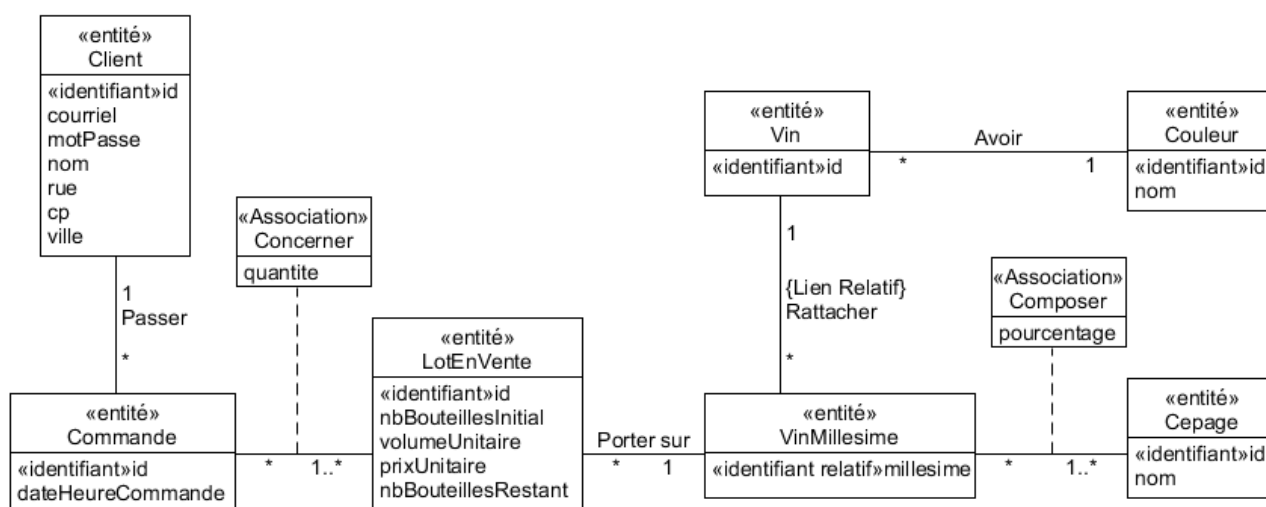 «entité»
Client
«identifiant»id
courriel
motPasse
nom
rue
cp
ville
1
Passer
*
«entité»
Commande
«identifiant»id
dateHeureCommande
«Association»
Concerner
quantite
* 1..*
«entité»
LotEnVente
«identifiant»id
nbBouteillesInitial
volumeUnitaire
prixUnitaire
nbBouteillesRestant
Porter sur
* 1
«entité»
Vin
«identifiant»id
Avoir
* 1
«entité»
Couleur
«identifiant»id
nom
1
{Lien Relatif}
Rattacher
*
«entité»
VinMillesime
«identifiant relatif»millesime
«Association»
Composer
pourcentage
* 1..*
«entité»
Cepage
«identifiant»id
nom